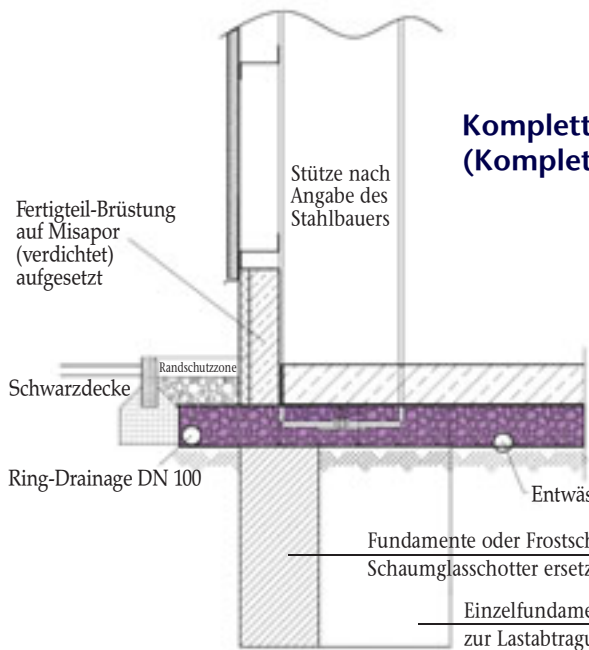 Komplett
(Komplet
Stütze nach
Angabe des
Stahlbauers
Fertigteil-Brüstung
auf Misapor
(verdichtet)
aufgesetzt
Randschutzzone
Schwarzdecke
Ring-Drainage DN 100
Entwäs
Fundamente oder Frostsch
Schaumglasschotter ersetz
Einzelfundame
zur Lastabtragu